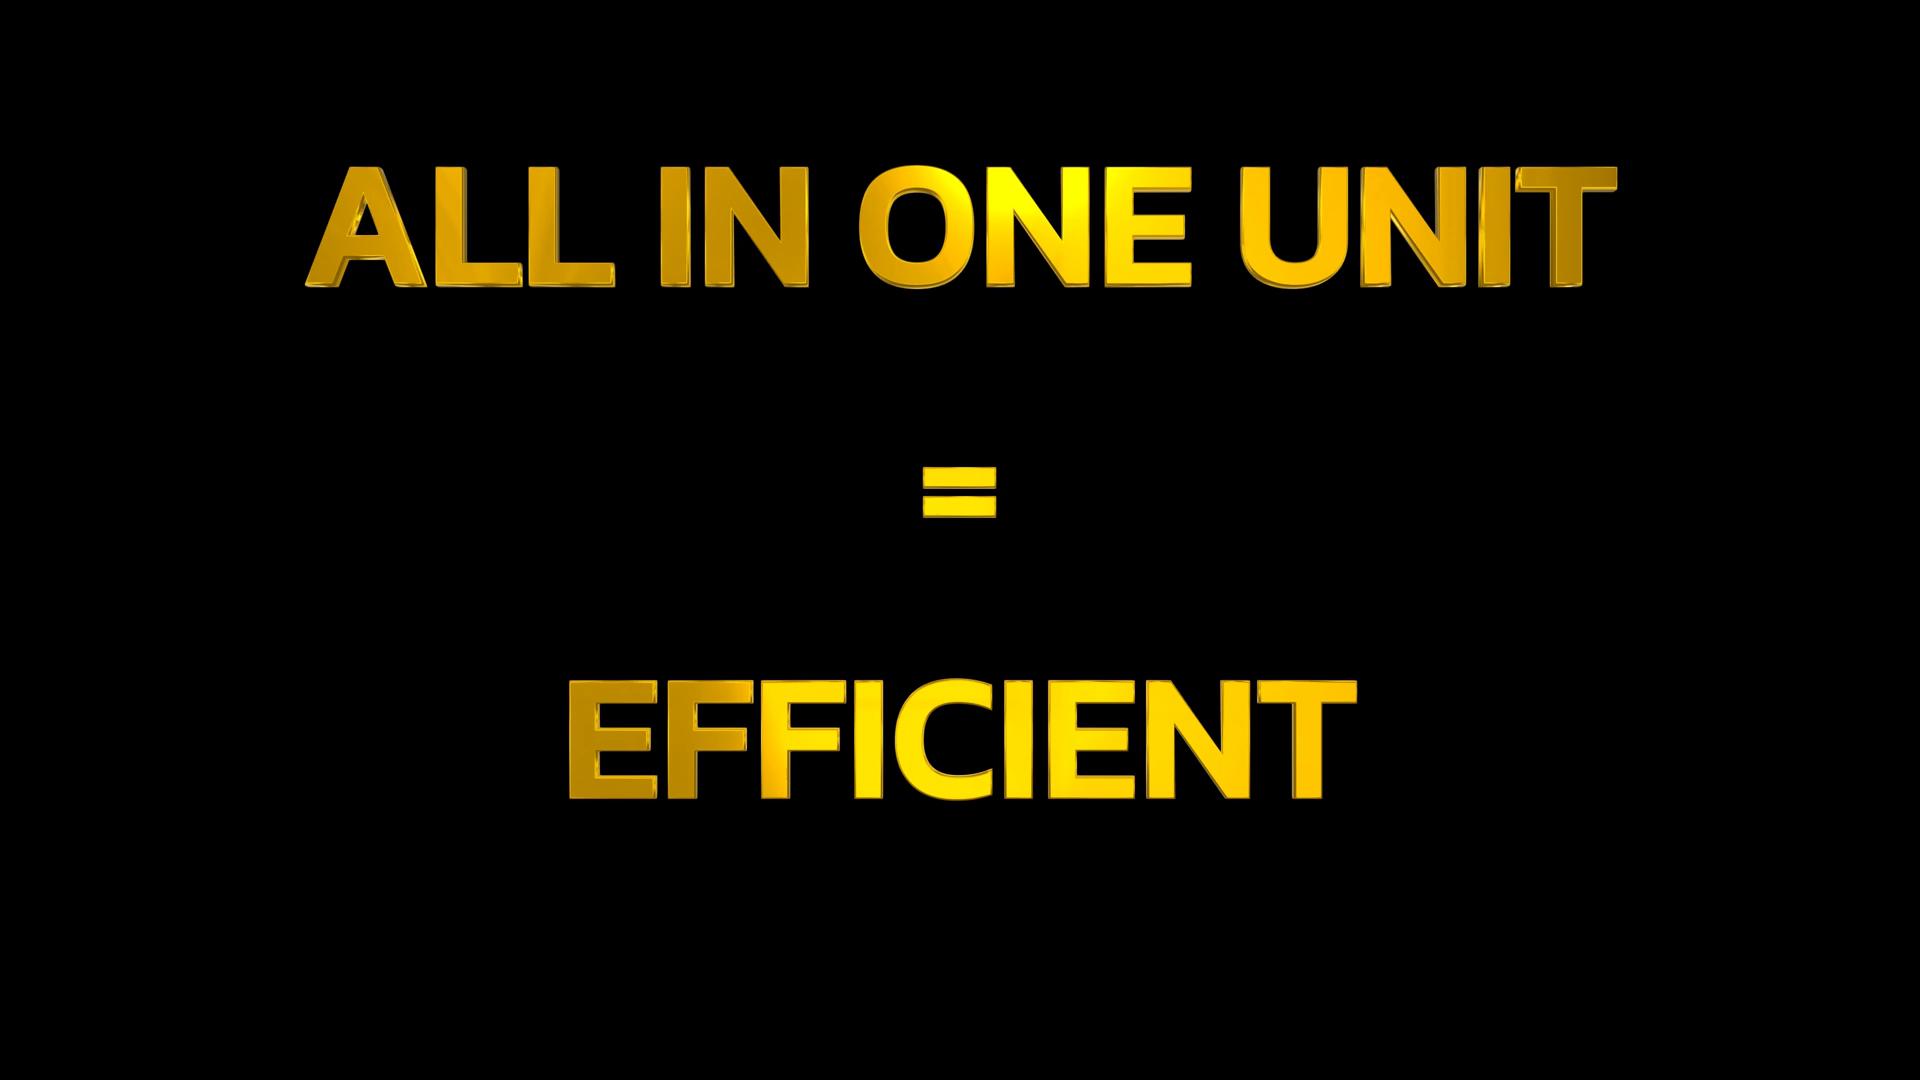 ALL IN ONE UNIT
=
EFFICIENT